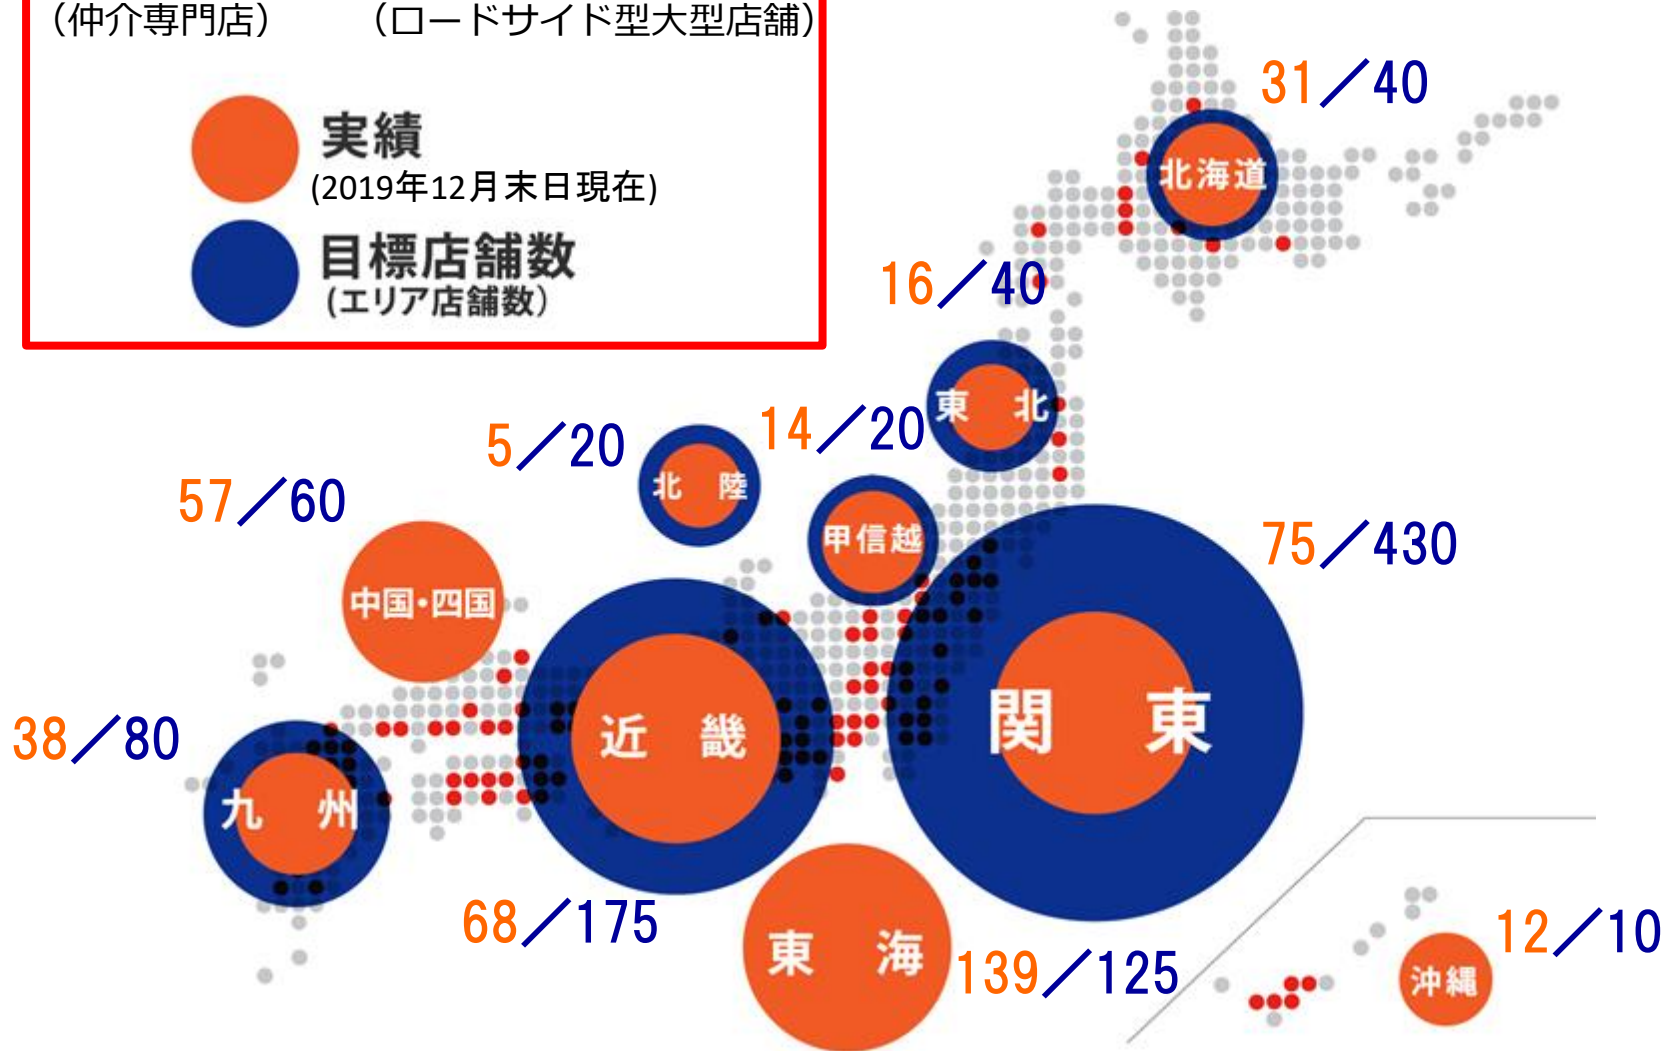 (仲介専門店) (ロードサイド型大型店舗)
実績
(2019年12月末日現在)
目標店舗数
(エリア店舗数)
31／40
北海道
16／40
東北
5／20
北陸
14／20
甲信越
57／60
中国・四国
75／430
関東
38／80
九州
68／175
近畿
139／125
東海
12／10
沖縄